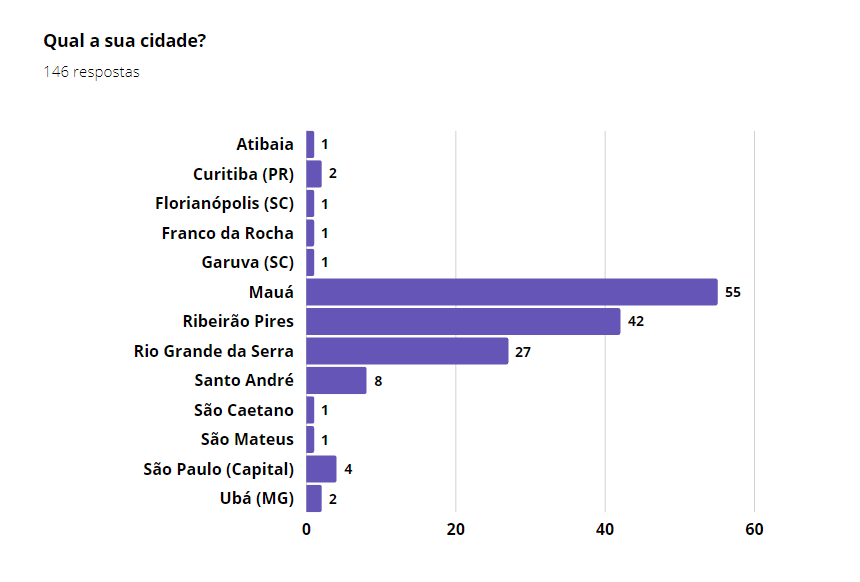 Qual a sua cidade?
146 respostas
Atibaia 1
Curitiba (PR) 2
Florianópolis (SC) 1
Franco da Rocha 1
Garuva (SC) 1
Mauá 55
Ribeirão Pires 42
Rio Grande da Serra 27
Santo André 8
São Caetano 1
São Mateus 1
São Paulo (Capital) 4
Ubá (MG) 2
0 20 40 60